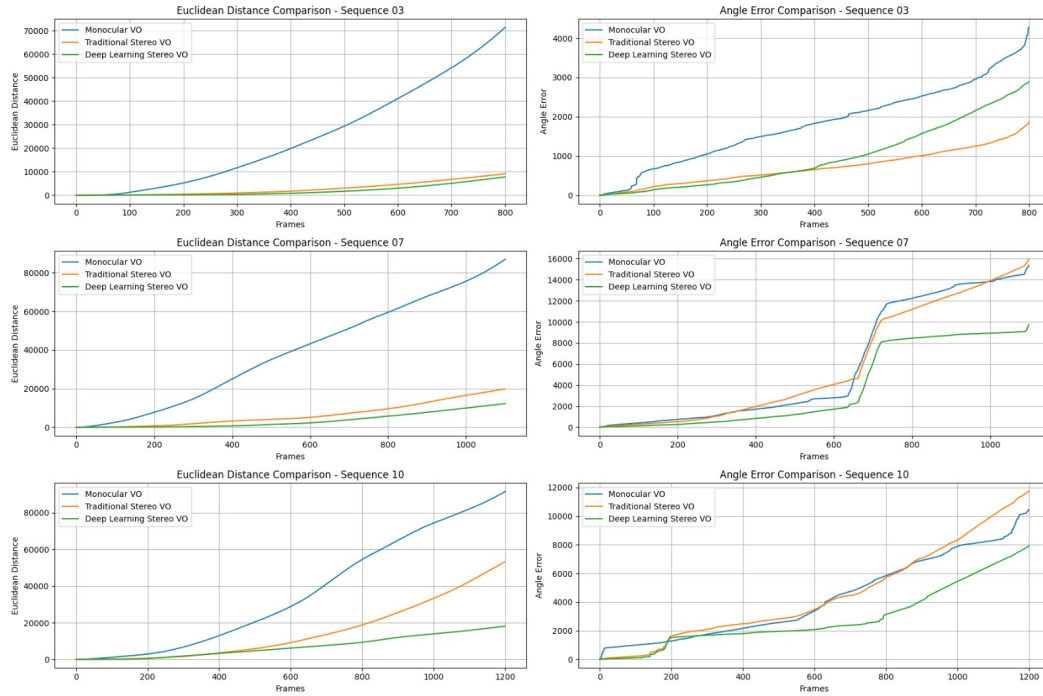 Euclidean Distance Comparison - Sequence 03
Euclidean Distance
70000
60000
50000
40000
30000
20000
10000
0
Monocular VO
Traditional Stereo VO
Deep Learning Stereo VO
0 100 200 300 400 500 600 700 800
Frames
Angle Error Comparison - Sequence 03
Angle Error
4000
3000
2000
1000
0
Monocular VO
Traditional Stereo VO
Deep Learning Stereo VO
0 100 200 300 400 500 600 700 800
Frames
Euclidean Distance Comparison - Sequence 07
Euclidean Distance
80000
60000
40000
20000
0
Monocular VO
Traditional Stereo VO
Deep Learning Stereo VO
0 200 400 600 800 1000
Frames
Angle Error Comparison - Sequence 07
Angle Error
16000
14000
12000
10000
8000
6000
4000
2000
0
Monocular VO
Traditional Stereo VO
Deep Learning Stereo VO
0 200 400 600 800 1000
Frames
Euclidean Distance Comparison - Sequence 10
Euclidean Distance
80000
60000
40000
20000
0
Monocular VO
Traditional Stereo VO
Deep Learning Stereo VO
0 200 400 600 800 1000 1200
Frames
Angle Error Comparison - Sequence 10
Angle Error
12000
10000
8000
6000
4000
2000
0
Monocular VO
Traditional Stereo VO
Deep Learning Stereo VO
0 200 400 600 800 1000 1200
Frames